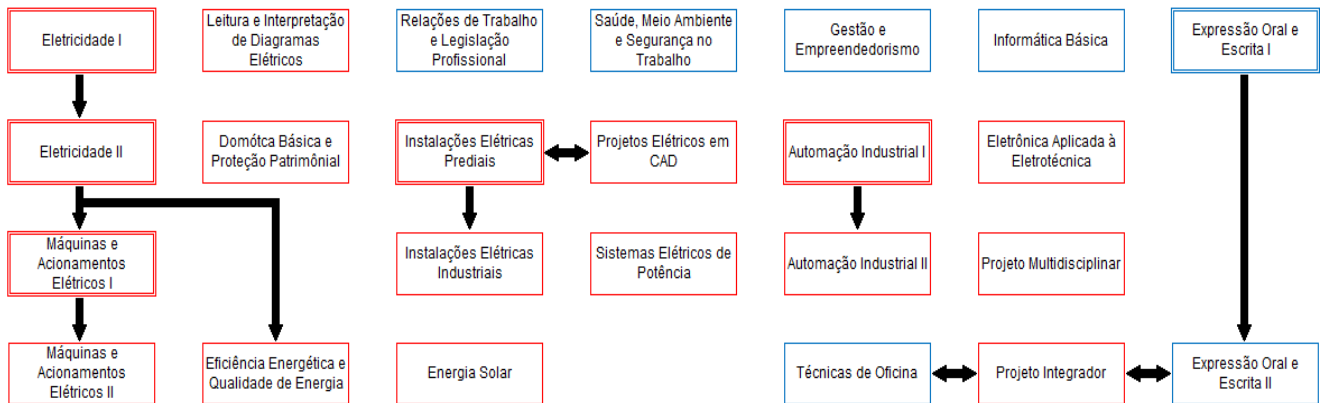 Eletricidade I
Leitura e Interpretação
de Diagramas
Elétricos
Relações de Trabalho
e Legislação
Profissional
Saúde, Meio Ambiente
e Segurança no
Trabalho
Gestão e
Empreendedorismo
Informática Básica
Expressão Oral e
Escrita I
Eletricidade II
Domótca Básica e
Proteção Patrimônial
Instalações Elétricas
Prediais
Projetos Elétricos em
CAD
Automação Industrial I
Eletrônica Aplicada à
Eletrotécnica
Máquinas e
Acionamentos
Elétricos I
Instalações Elétricas
Industriais
Sistemas Elétricos de
Potência
Automação Industrial II
Projeto Multidisciplinar
Máquinas e
Acionamentos
Elétricos II
Eficiência Energética e
Qualidade de Energia
Energia Solar
Técnicas de Oficina
Projeto Integrador
Expressão Oral e
Escrita II